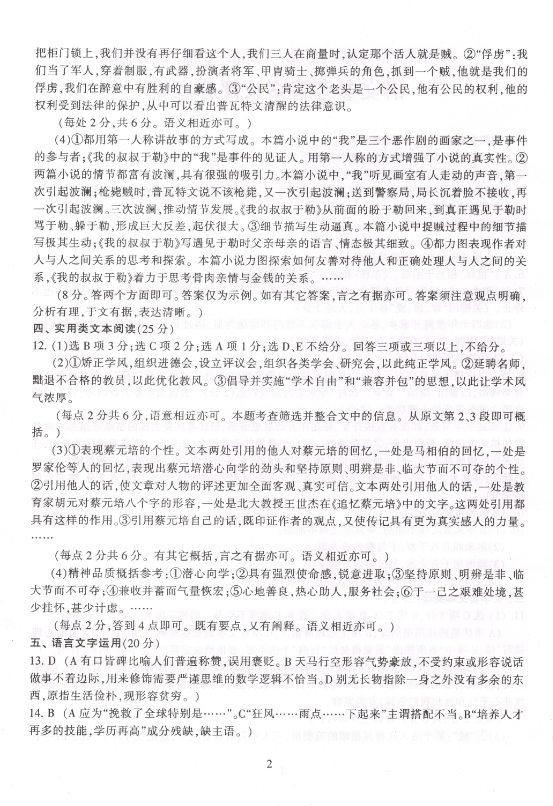 把柜门锁上,我们并没有再仔细看这个人,我们三人在商量时,认定那个活人就是贼。②“俘虏”:我
们当了军人,穿着制服,有武器,扮演者将军、甲胄骑士、掷弹兵的角色,抓到一个贼,他就是我们的
俘虏,我们在醉意中有胜利的自豪感。③“公民”:肯定这个老头是一个公民,他有公民的权利,他的
权利受到法律的保护,从中可以看出普瓦特文清醒的法律意识。
(每处2分,共6分。语义相近亦可。)
(4)①都用第一人称讲故事的方式写成。本篇小说中的“我”是三个恶作剧的画家之一,是事件
的参与者;《我的叔叔于勒》中的“我”是事件的见证人。用第一人称的方式增强了小说的真实性。②
两篇小说的情节都富有波澜,具有很强的吸引力。本篇小说中,“我”听见画室有人走动的声音,第一
次引起波澜;枪毙贼时,普瓦特文说不该枪毙,又一次引起波澜;送到警察局,局长沉着脸不接收,再
一次引起波澜。三次波澜,推动情节发展。《我的叔叔于勒》从前面的盼于勒回来,到真正遇见于勒时
骂于勒、躲于勒,形成巨大反差,起伏很大。③细节描写生动逼真。本篇小说中捉贼过程中的细节描
写极其生动;《我的叔叔于勒》写遇见于勒时父亲母亲的语言、情态极其细致。④都力图表现作者对
人与人之间关系的思考和探索。本篇小说力图探索如何友善对待他人和正确处理人与人之间的关
系,《我的叔叔于勒》着力于思考骨肉亲情与金钱的关系。……
(8分。答两个方面即可。答案仅为示例。如有其它答案,言之有据亦可。答案须注意观点明确,
分析有理,于文有据,表达清晰。)
四、实用类文本阅读(25分)
12. (1)选B项3分;选C项2分;选A项1分;选D、E不给分。回答三项或三项以上,不给分。
(2)①矫正学风,组织进德会,设立评议会,组织各类学会、研究会,以此纯正学风。②延聘名师,
黜退不合格的教员,以此优化教风。③倡导并实施“学术自由”和“兼容并包”的思想,以此让学术风
气浓厚。
(每点2分共6分,语意相近亦可。本题考查筛选并整合文中的信息。从原文第2、3段即可概
括。)
(3)①表现蔡元培的个性。文本两处引用的他人对蔡元培的回忆,一处是马相伯的回忆,一处是
罗家伦等人的回忆,表现出蔡元培潜心向学的劲头和坚持原则、明辨是非、临大节而不可夺的个性。
②引用他人的话,使文章对人物的评述更加全面客观、真实可信。文本两处引用他人的话,一处是教
育家胡元对蔡元培八个字的形容,一处是北大教授王世杰在《追忆蔡元培》中的文字。这两处引用都
具有这样的作用。③引用蔡元培自己的话,既印证作者的观点,又使传记具有更为真实感人的力量。
……
(每点2分共6分。有其它概括,言之有据亦可。语义相近亦可。)
(4)精神品质概括参考:①潜心向学;②具有强烈使命感,锐意进取;③坚持原则、明辨是非、临
大节而不可夺;④兼收并蓄而气量恢宏;⑤心地善良,热心助人,服务社会;⑥于一己之艰难处境,甚
少挂怀,甚少计虑。……
(每点2分,答到4点即可。既有要点,又有阐释。语义相近亦可。)
五、语言文字运用(20分)
13. D (A有口皆碑比喻人们普遍称赞,误用褒贬。B天马行空形容气势豪放,不受约束或形容说话
做事不着边际,用来修饰需要严谨思维的数学逻辑不恰当。D别无长物指除一身之外没有多余的东
西,原指生活俭朴,现形容贫穷。)
14. B (A应为“挽救了全球特别是……”。C“狂风……雨点……下起来”主谓搭配不当。B“培养人才
再多的技能,学历再高”成分残缺,缺主语。)
2